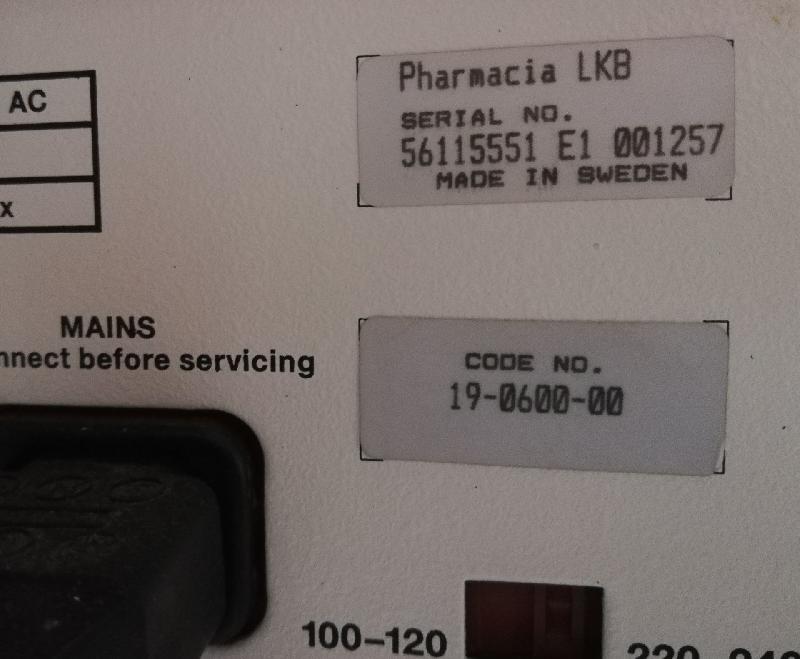 AC
x
Pharmacia LKB
SERIAL NO.
56115551 E1 001257
MADE IN SWEDEN
MAINS
nnect before servicing
CODE NO.
19-0600-00
100-120